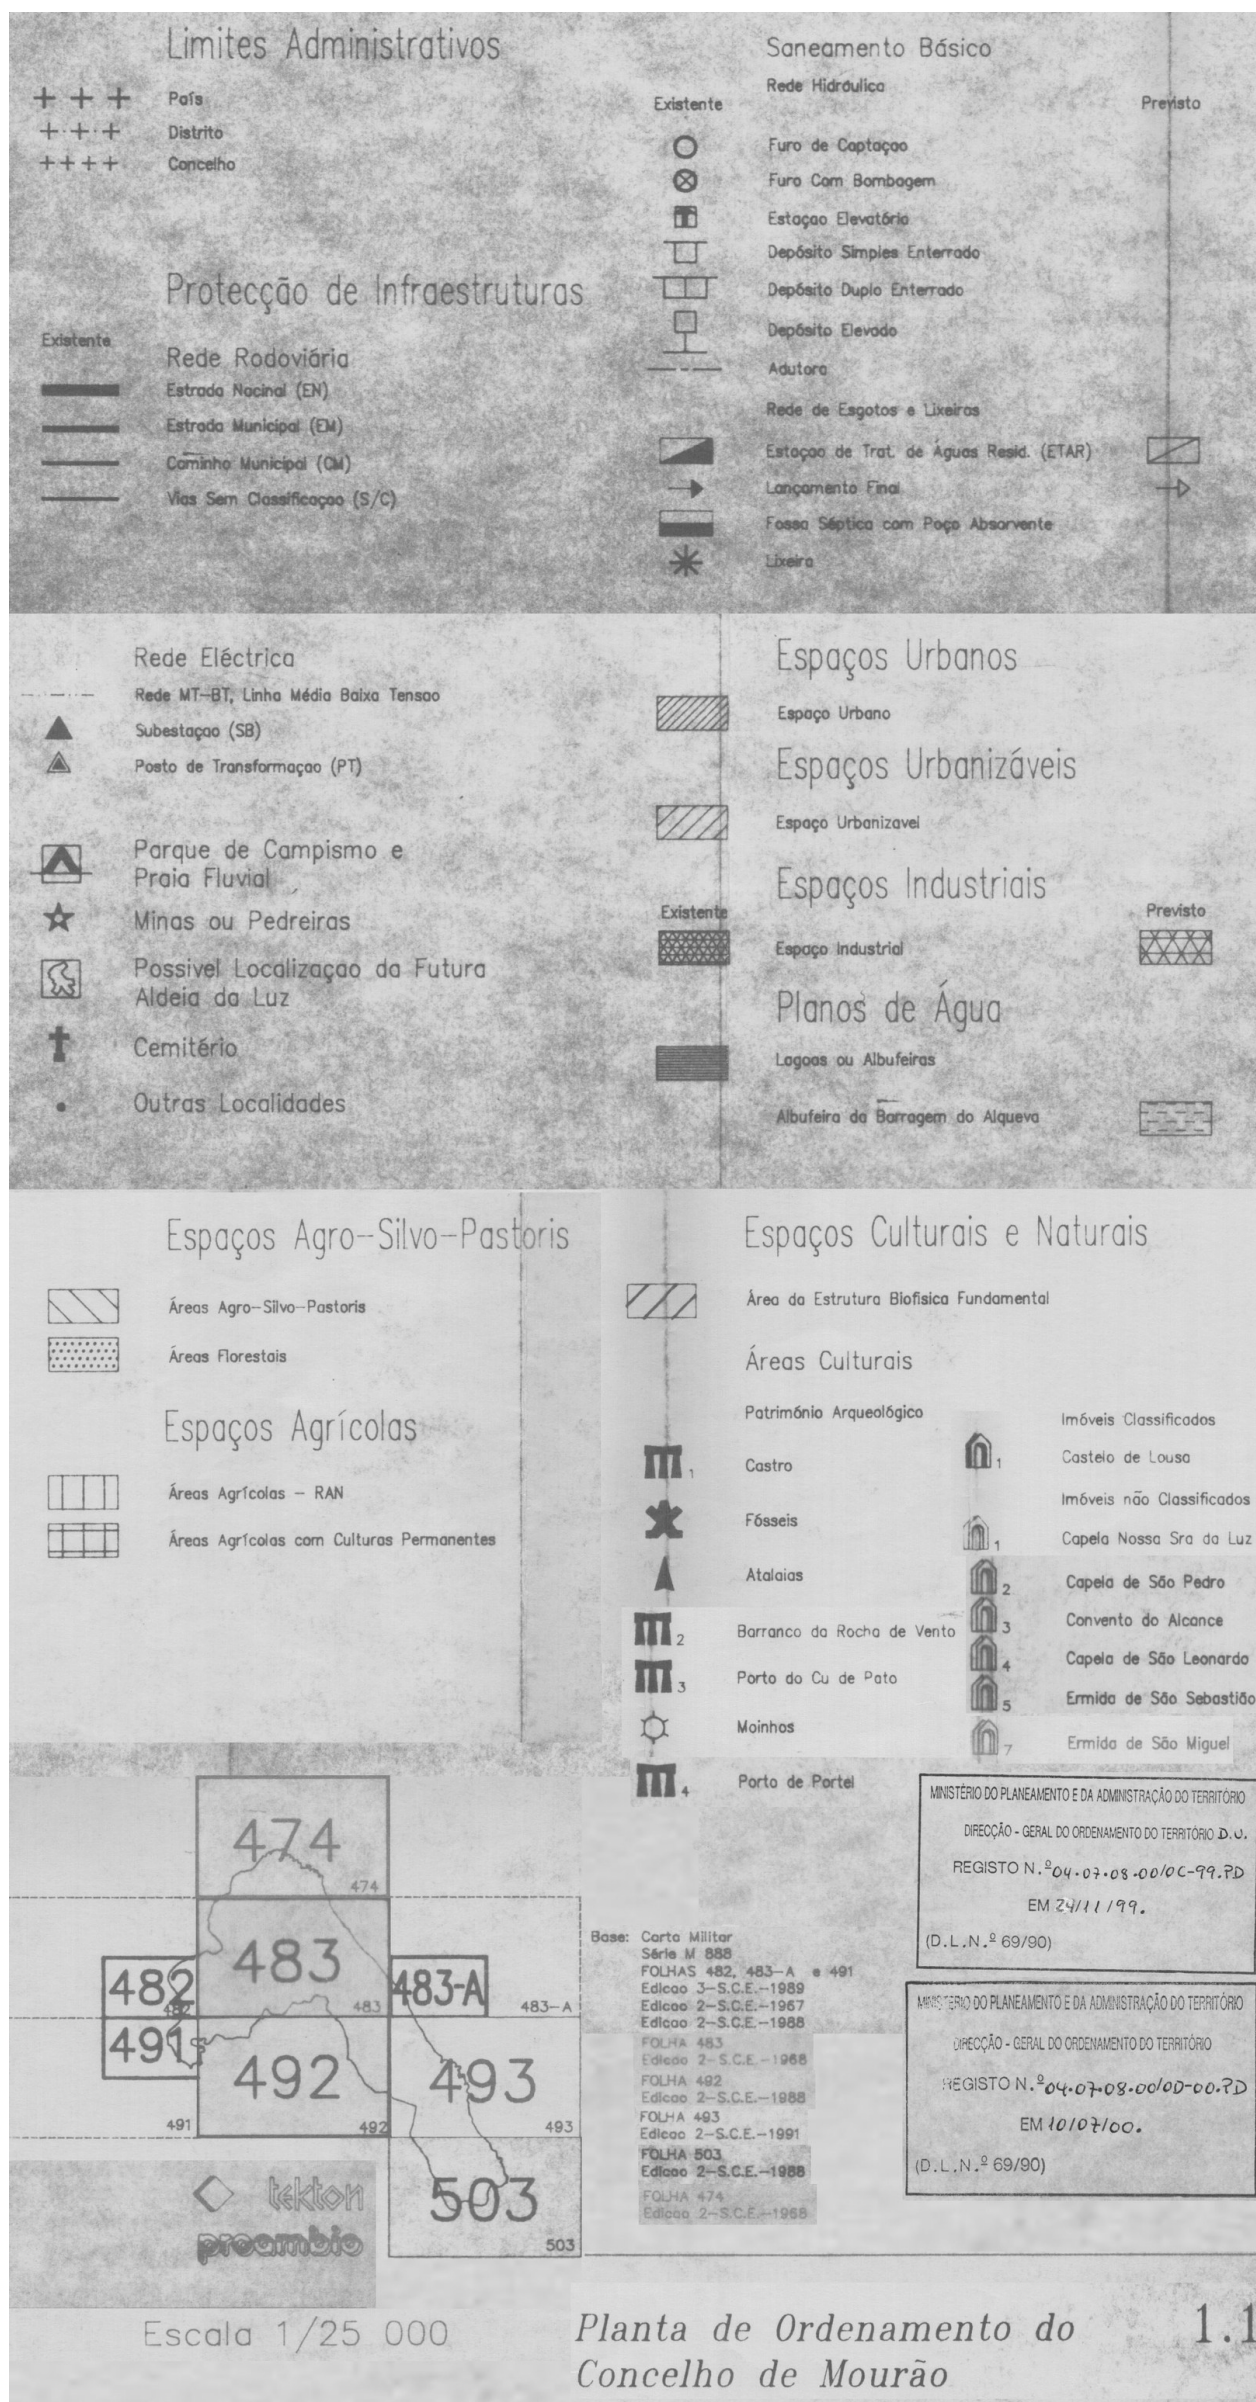 Limites Administrativos
País
Distrito
Concelho
Protecção de Infraestruturas
Existente
Rede Rodoviária
Estrada Nacinal (EN)
Estrada Municipal (EM)
Caminho Municipal (CM)
Vias Sem Classificaçao (S/C)
Saneamento Básico
Rede Hidráulica
Existente
Previsto
Furo de Captaçao
Furo Com Bombagem
Estaçao Elevatório
Depósito Simples Enterrado
Depósito Duplo Enterrado
Depósito Elevado
Adutora
Rede de Esgotos e Lixeiras
Estaçao de Trat. de Águas Resid. (ETAR)
Lançamento Final
Fossa Séptica com Poço Absorvente
Lixeira
Rede Eléctrica
Rede MT-BT, Linha Média Baixa Tensao
Subestaçao (SB)
Posto de Transformaçao (PT)
Parque de Campismo e
Praia Fluvial
Minas ou Pedreiras
Possivel Localizaçao da Futura
Aldeia da Luz
Cemitério
Outras Localidades
Espaços Urbanos
Espaço Urbano
Espaços Urbanizáveis
Espaço Urbanizavel
Espaços Industriais
Existente
Previsto
Espaço Industrial
Planos de Água
Lagoas ou Albufeiras
Albufeira da Barragem do Alqueva
Espaços Agro-Silvo-Pastoris
Áreas Agro-Silvo-Pastoris
Áreas Florestais
Espaços Agrícolas
Áreas Agrícolas - RAN
Áreas Agrícolas com Culturas Permanentes
Espaços Culturais e Naturais
Área da Estrutura Biofisica Fundamental
Áreas Culturais
Património Arqueológico
1 Castro
Fósseis
Atalaias
2 Barranco da Rocha de Vento
3 Porto do Cu de Pato
Moinhos
4 Porto de Portel
Imóveis Classificados
1 Castelo de Lousa
Imóveis não Classificados
1 Capela Nossa Sra da Luz
2 Capela de São Pedro
3 Convento do Alcance
4 Capela de São Leonardo
5 Ermida de São Sebastião
7 Ermida de São Miguel
474
474
483
483
482
482
483-A
483-A
491
491
492
492
493
493
503
503
tekton
preambio
Base: Carta Militar
Série M 888
FOLHAS 482, 483-A e 491
Edicao 3-S.C.E.-1989
Edicao 2-S.C.E.-1967
Edicao 2-S.C.E.-1988
FOLHA 483
Edicao 2-S.C.E.-1968
FOLHA 492
Edicao 2-S.C.E.-1988
FOLHA 493
Edicao 2-S.C.E.-1991
FOLHA 503
Edicao 2-S.C.E.-1988
FOLHA 474
Edicao 2-S.C.E.-1968
MINISTÉRIO DO PLANEAMENTO E DA ADMINISTRAÇÃO DO TERRITÓRIO
DIRECÇÃO - GERAL DO ORDENAMENTO DO TERRITÓRIO D.U.
REGISTO N.º 04.07.08.00/0C-99.PD
EM 24/11/99.
(D.L.N.º 69/90)
MINISTÉRIO DO PLANEAMENTO E DA ADMINISTRAÇÃO DO TERRITÓRIO
DIRECÇÃO - GERAL DO ORDENAMENTO DO TERRITÓRIO
REGISTO N.º 04.07.08.00/0D-00.PD
EM 10/07/00.
(D.L.N.º 69/90)
Escala 1/25 000
Planta de Ordenamento do
Concelho de Mourão
1.1